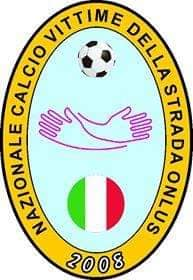 NAZIONALE CALCIO VITTIME DELLA STRADA ONLUS
2008